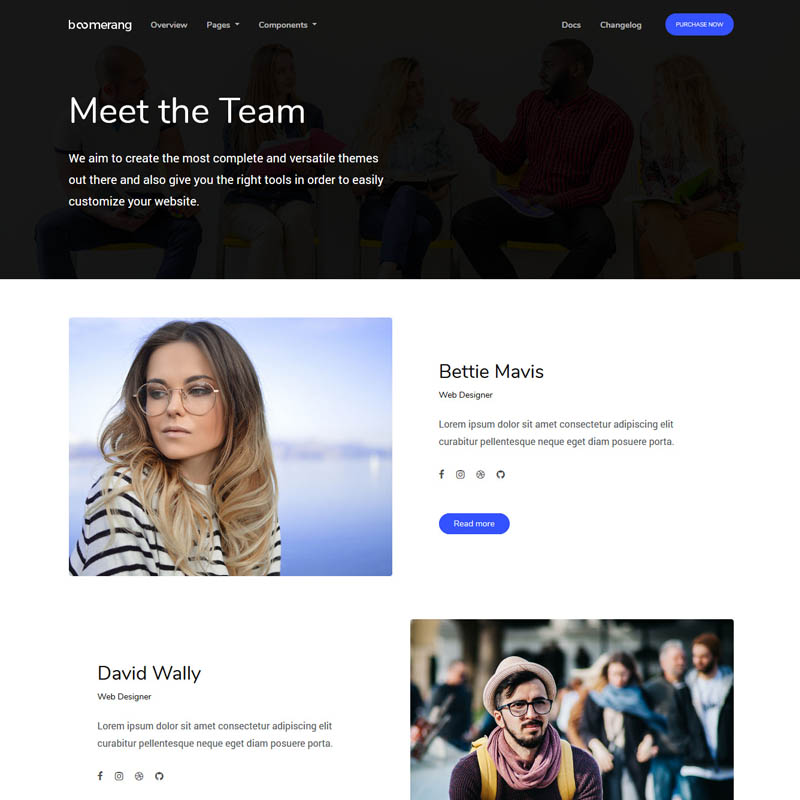 boomerang Overview Pages Components Docs Changelog PURCHASE NOW
Meet the Team
We aim to create the most complete and versatile themes
out there and also give you the right tools in order to easily
customize your website.
Bettie Mavis
Web Designer
Lorem ipsum dolor sit amet consectetur adipiscing elit
curabitur pellentesque neque eget diam posuere porta.
Read more
David Wally
Web Designer
Lorem ipsum dolor sit amet consectetur adipiscing elit
curabitur pellentesque neque eget diam posuere porta.